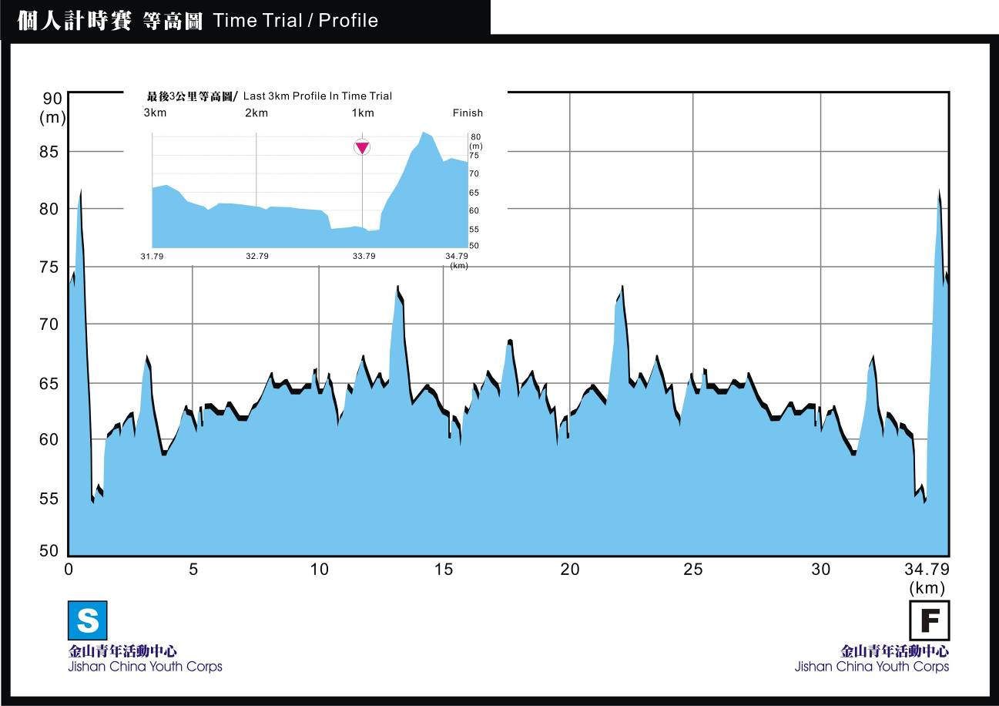 個人計時賽 等高圖 Time Trial / Profile
最後3公里等高圖/ Last 3km Profile In Time Trial
3km 2km 1km Finish
80
(m)
75
70
65
60
55
50
31.79 32.79 33.79 34.79
(km)
90
(m)
85
80
75
70
65
60
55
50
0 5 10 15 20 25 30 34.79
(km)
S F
金山青年活動中心 金山青年活動中心
Jishan China Youth Corps Jishan China Youth Corps